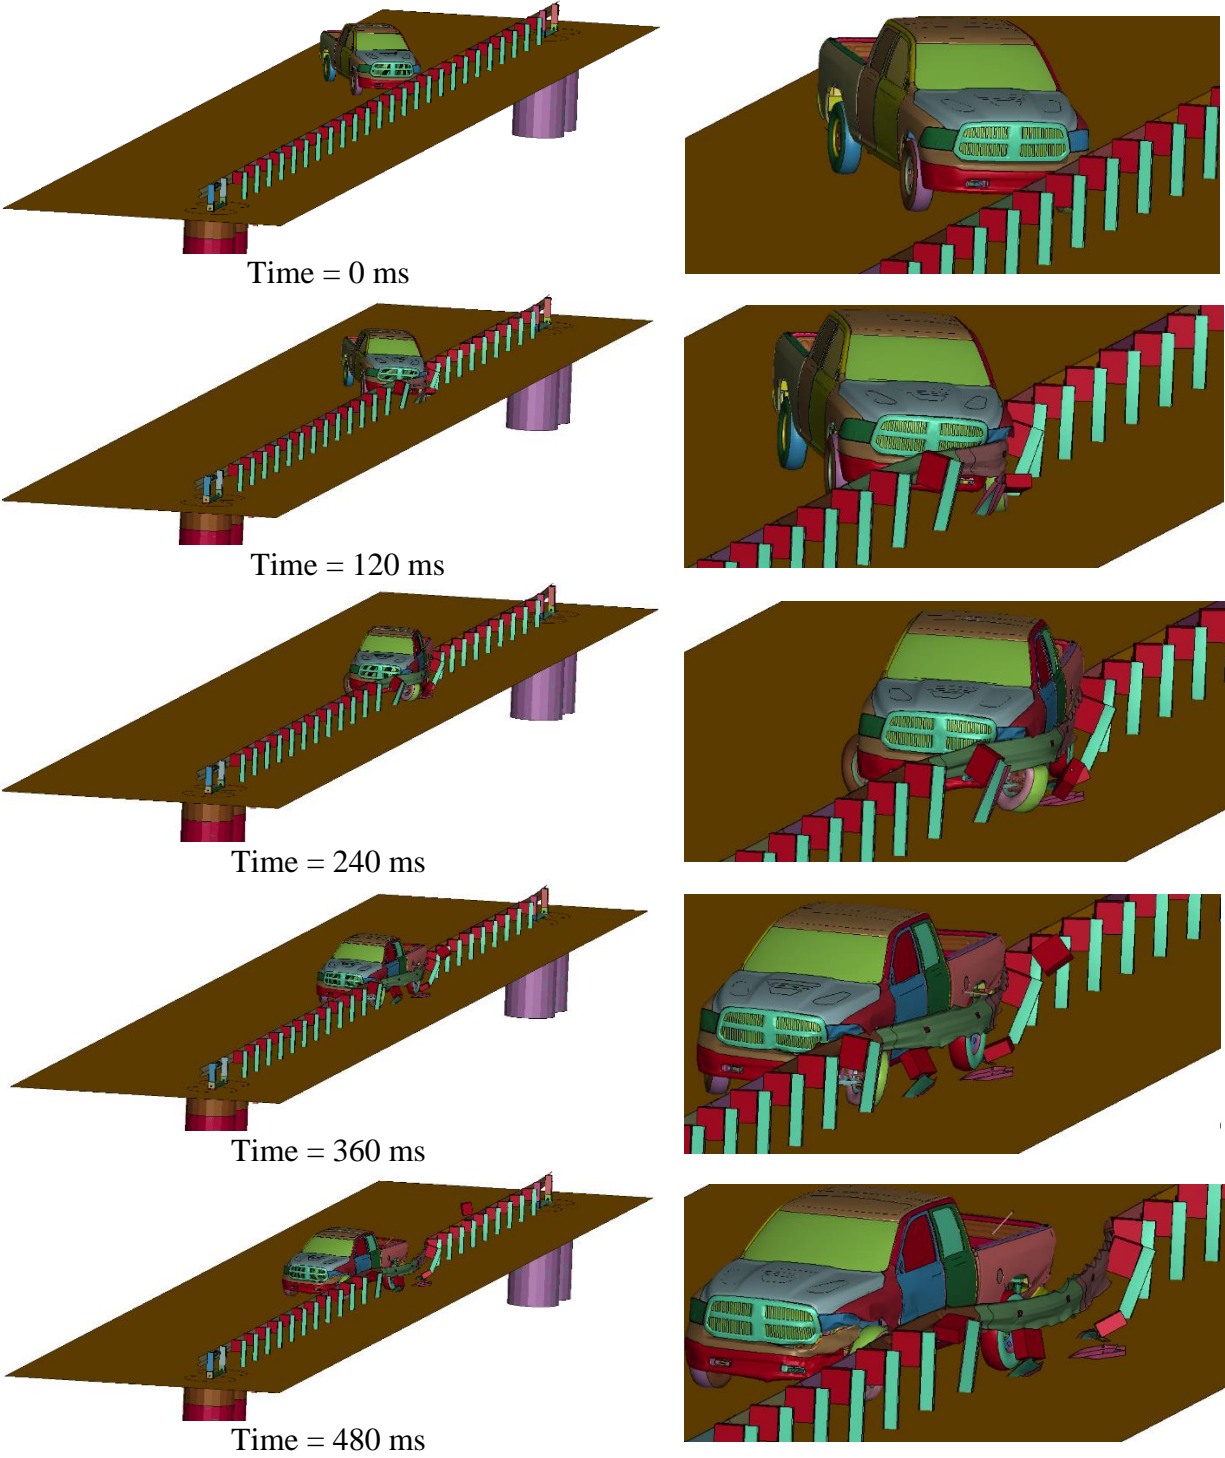 Time = 0 ms
Time = 120 ms
Time = 240 ms
Time = 360 ms
Time = 480 ms